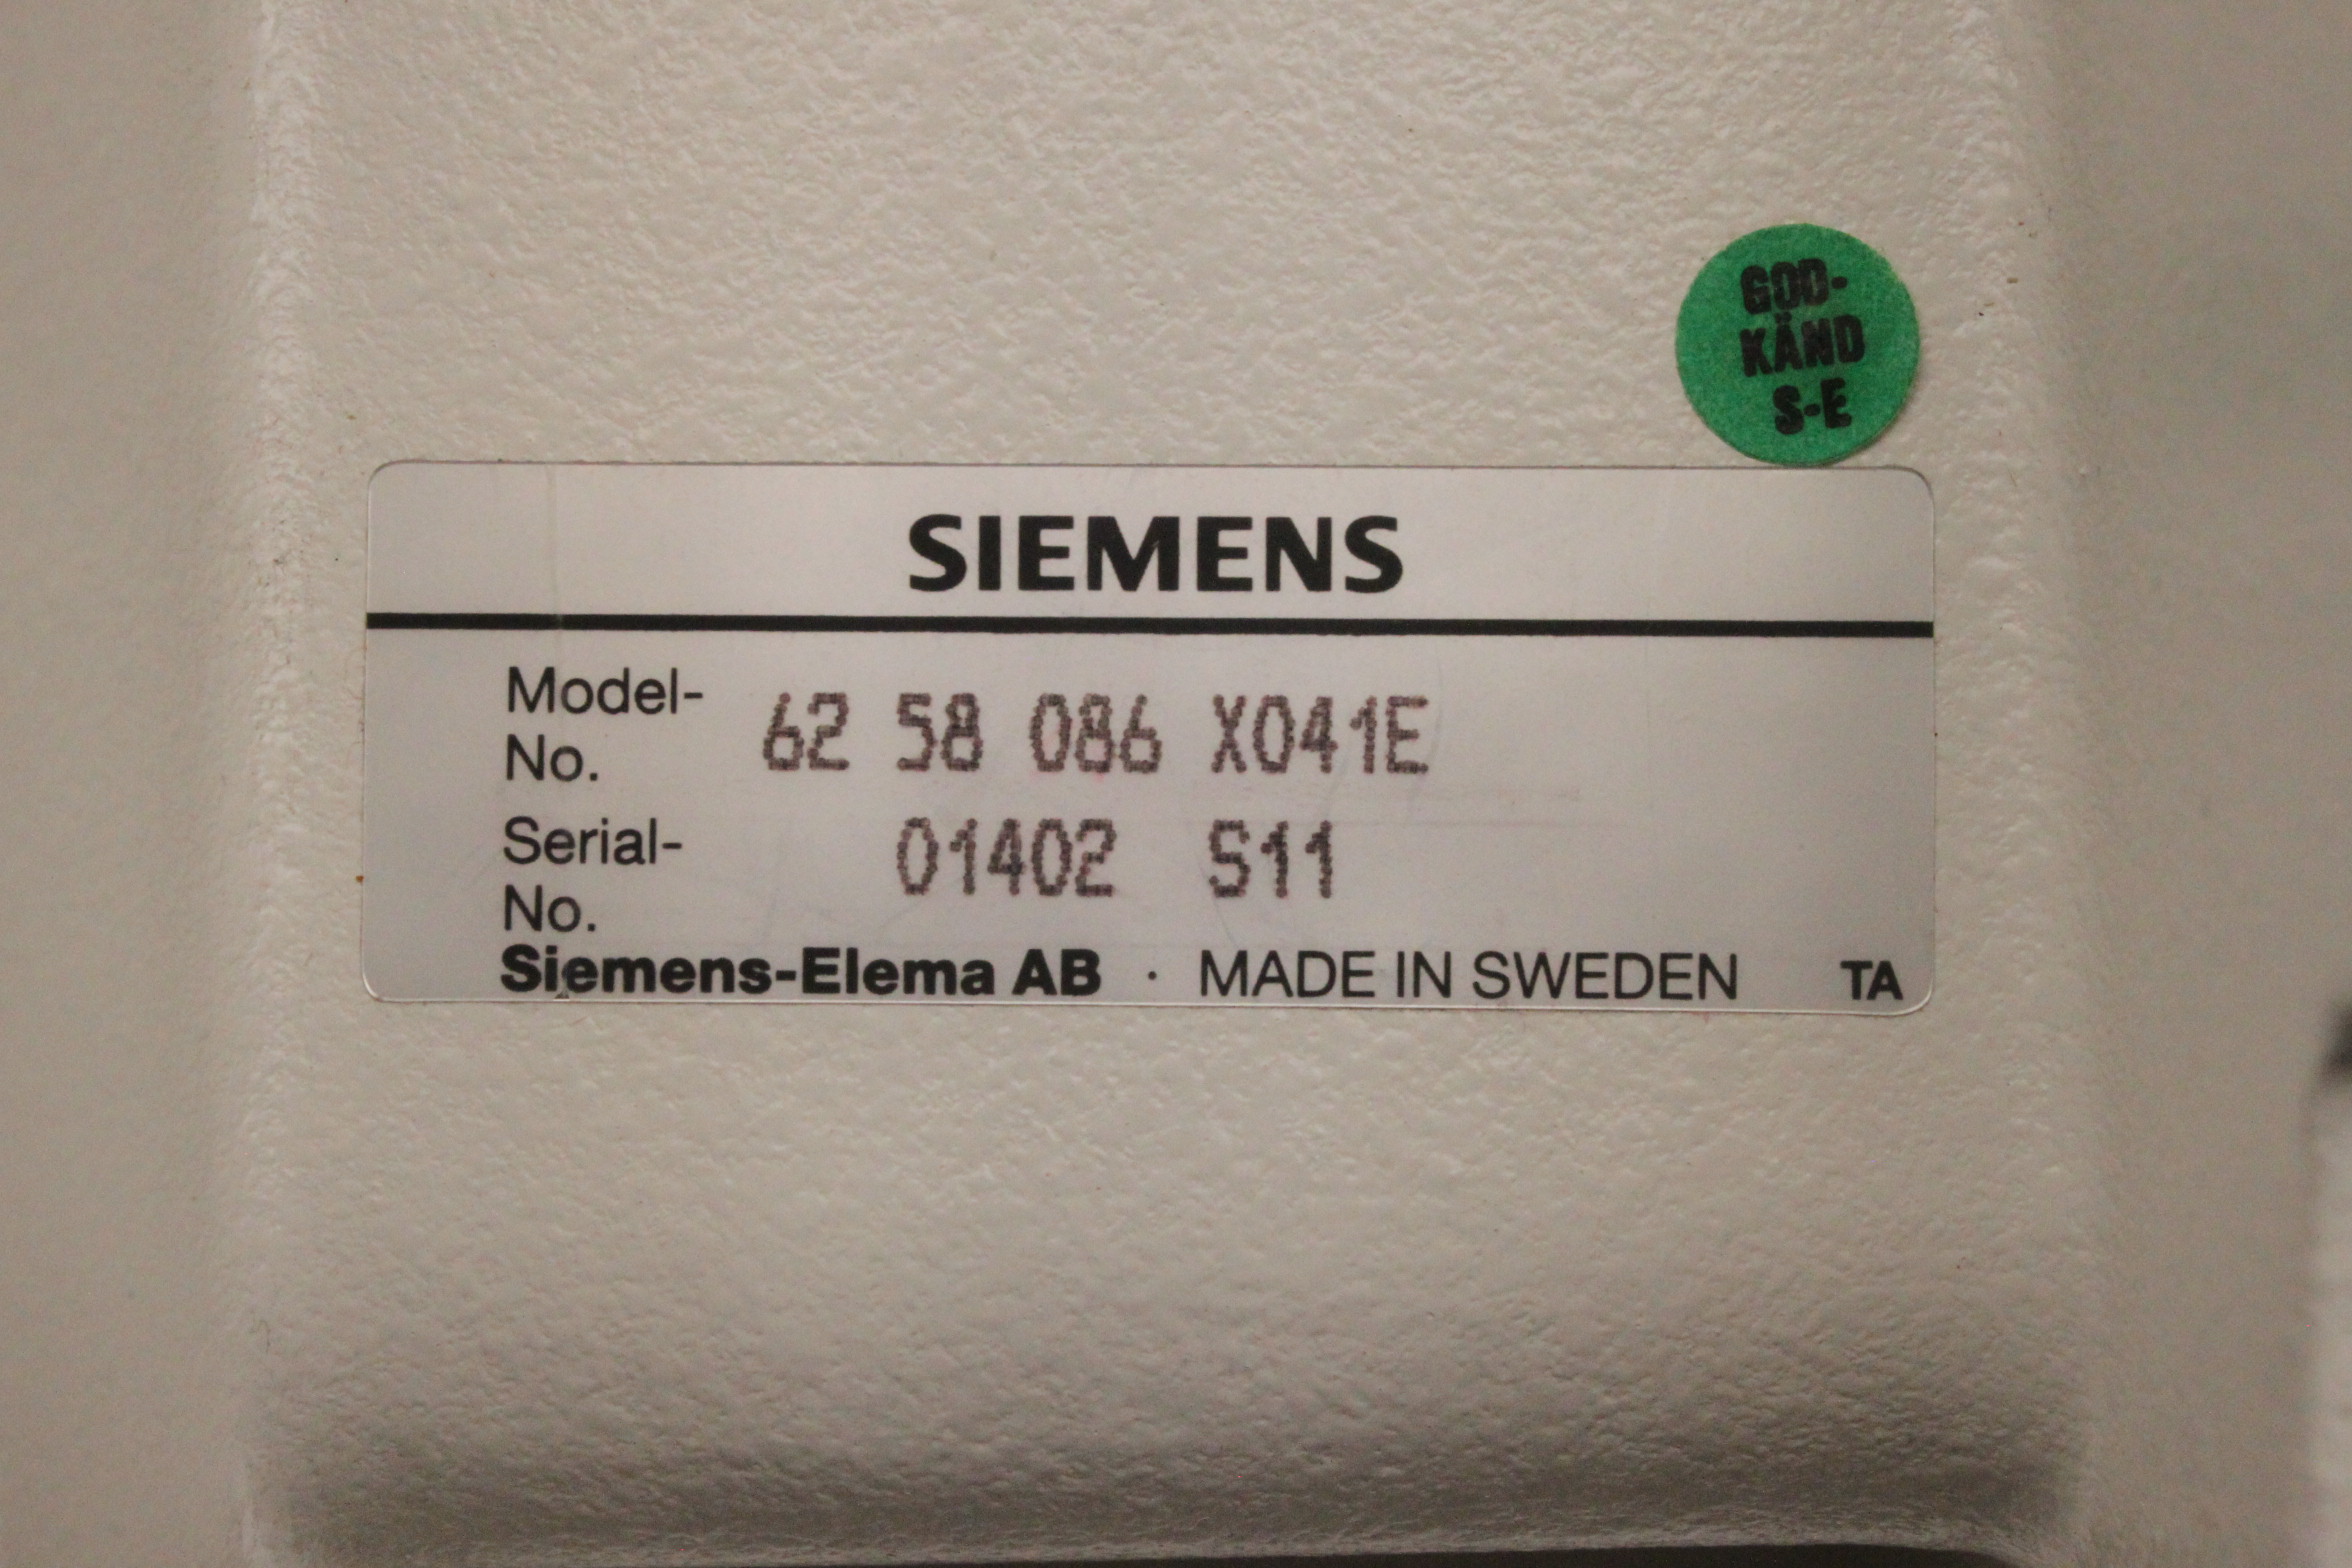 GOD-
KÄND
S-E
SIEMENS
Model-
No. 62 58 086 X041E
Serial-
No. 01402 S11
Siemens-Elema AB · MADE IN SWEDEN TA